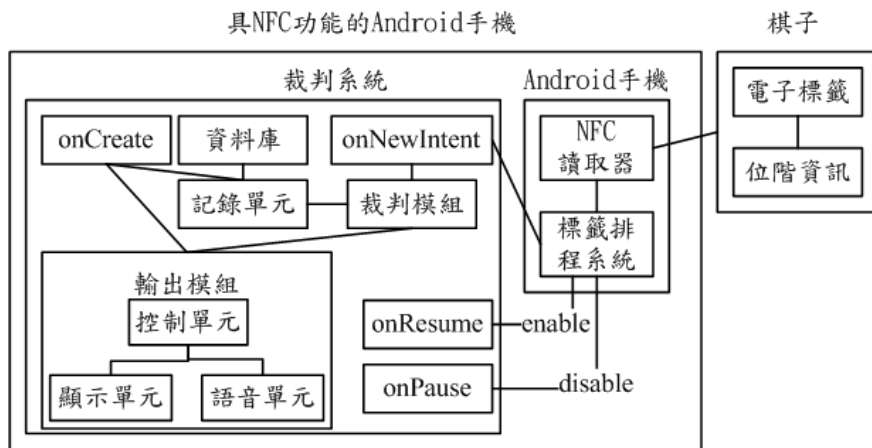 具NFC功能的Android手機
棋子
裁判系統
Android手機
onCreate
資料庫
onNewIntent
NFC
讀取器
電子標籤
記錄單元
裁判模組
位階資訊
標籤排
程系統
輸出模組
控制單元
onResume
enable
顯示單元
語音單元
onPause
disable